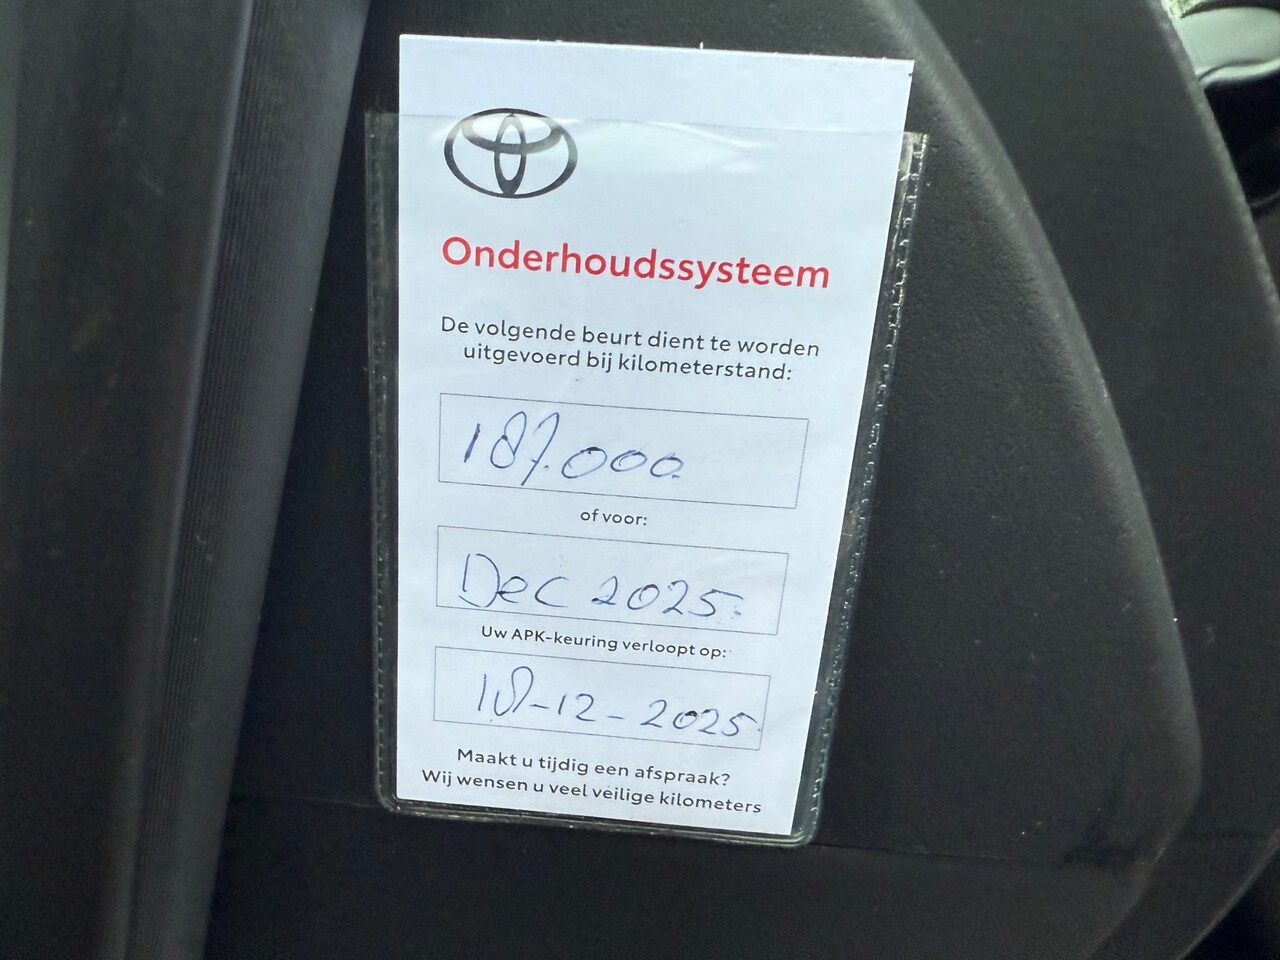 Onderhoudssysteem
De volgende beurt dient te worden
uitgevoerd bij kilometerstand:
187.000
of voor:
Dec 2025.
Uw APK-keuring verloopt op:
18-12-2025.
Maakt u tijdig een afspraak?
Wij wensen u veel veilige kilometers